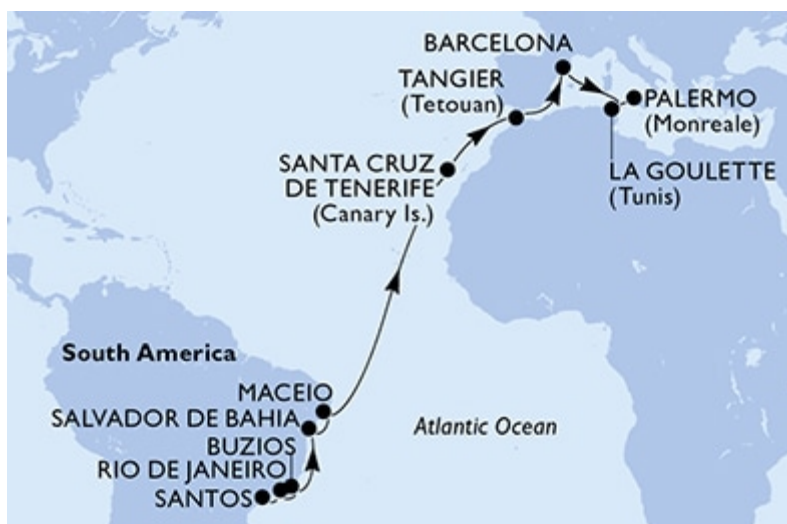 BARCELONA
TANGIER
(Tetouan)
PALERMO
(Monreale)
SANTA CRUZ
DE TENERIFE
(Canary Is.)
LA GOULETTE
(Tunis)
South America
MACEIO
SALVADOR DE BAHIA
BUZIOS
RIO DE JANEIRO
SANTOS
Atlantic Ocean